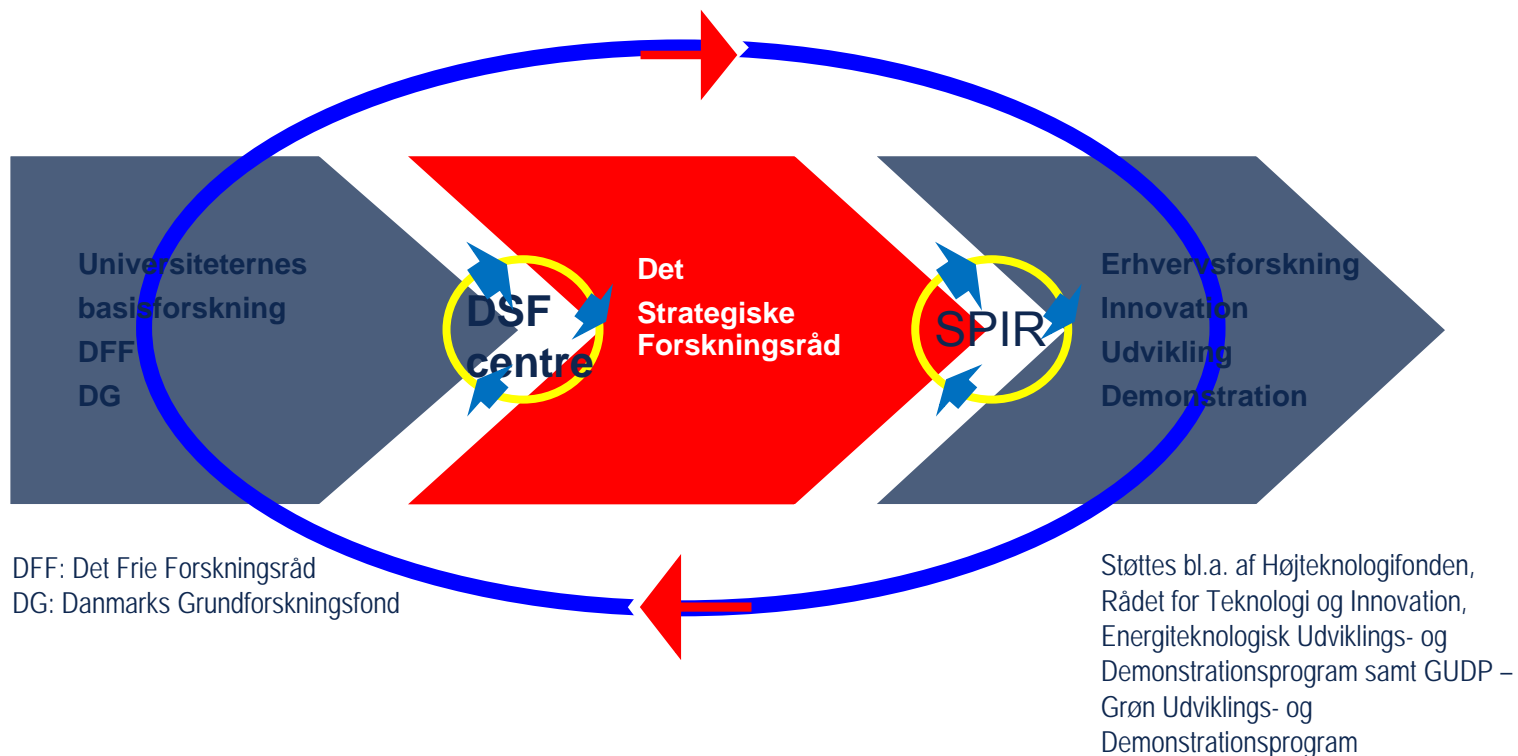 Universiteternes
basisforskning
DFF
DG
DSF
centre
Det
Strategiske
Forskningsråd
SPIR
Erhvervsforskning
Innovation
Udvikling
Demonstration
DFF: Det Frie Forskningsråd
DG: Danmarks Grundforskningsfond
Støttes bl.a. af Højteknologifonden,
Rådet for Teknologi og Innovation,
Energiteknologisk Udviklings- og
Demonstrationsprogram samt GUDP –
Grøn Udviklings- og
Demonstrationsprogram